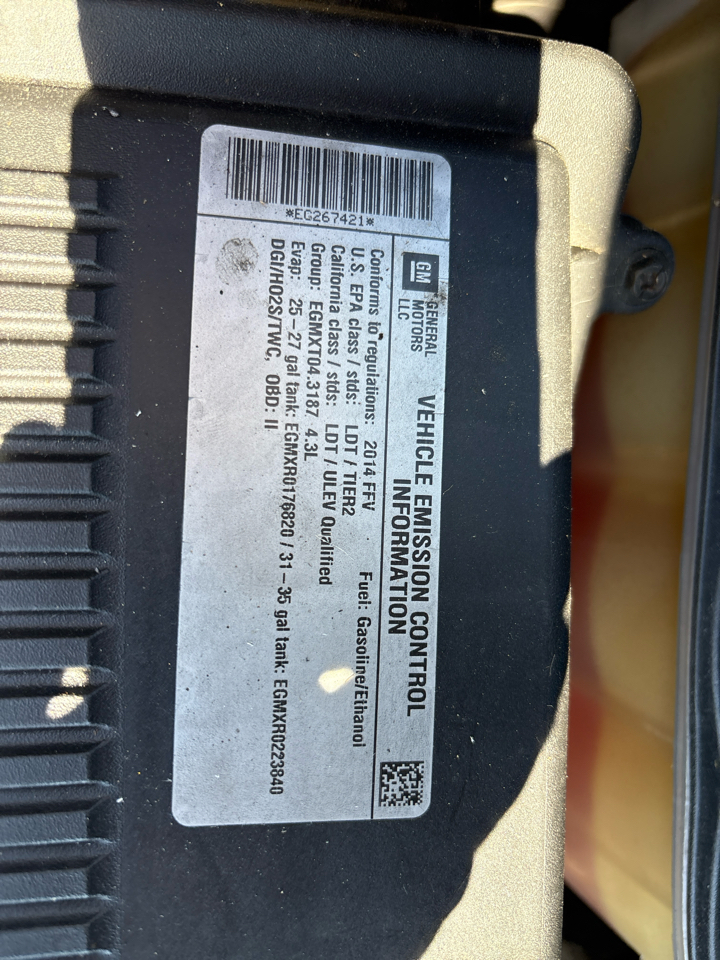 *EG267421*
GM
GENERAL
MOTORS
LLC
VEHICLE EMISSION CONTROL
INFORMATION
Conforms to regulations: 2014 FFV Fuel: Gasoline/Ethanol
U.S. EPA class / stds: LDT / TIER2
California class / stds: LDT / ULEV Qualified
Group: EGMXT04.3187 4.3L
Evap: 25-27 gal tank: EGMXR0176820 / 31-35 gal tank: EGMXR0223840
DGI/HO2S/TWC, OBD: II